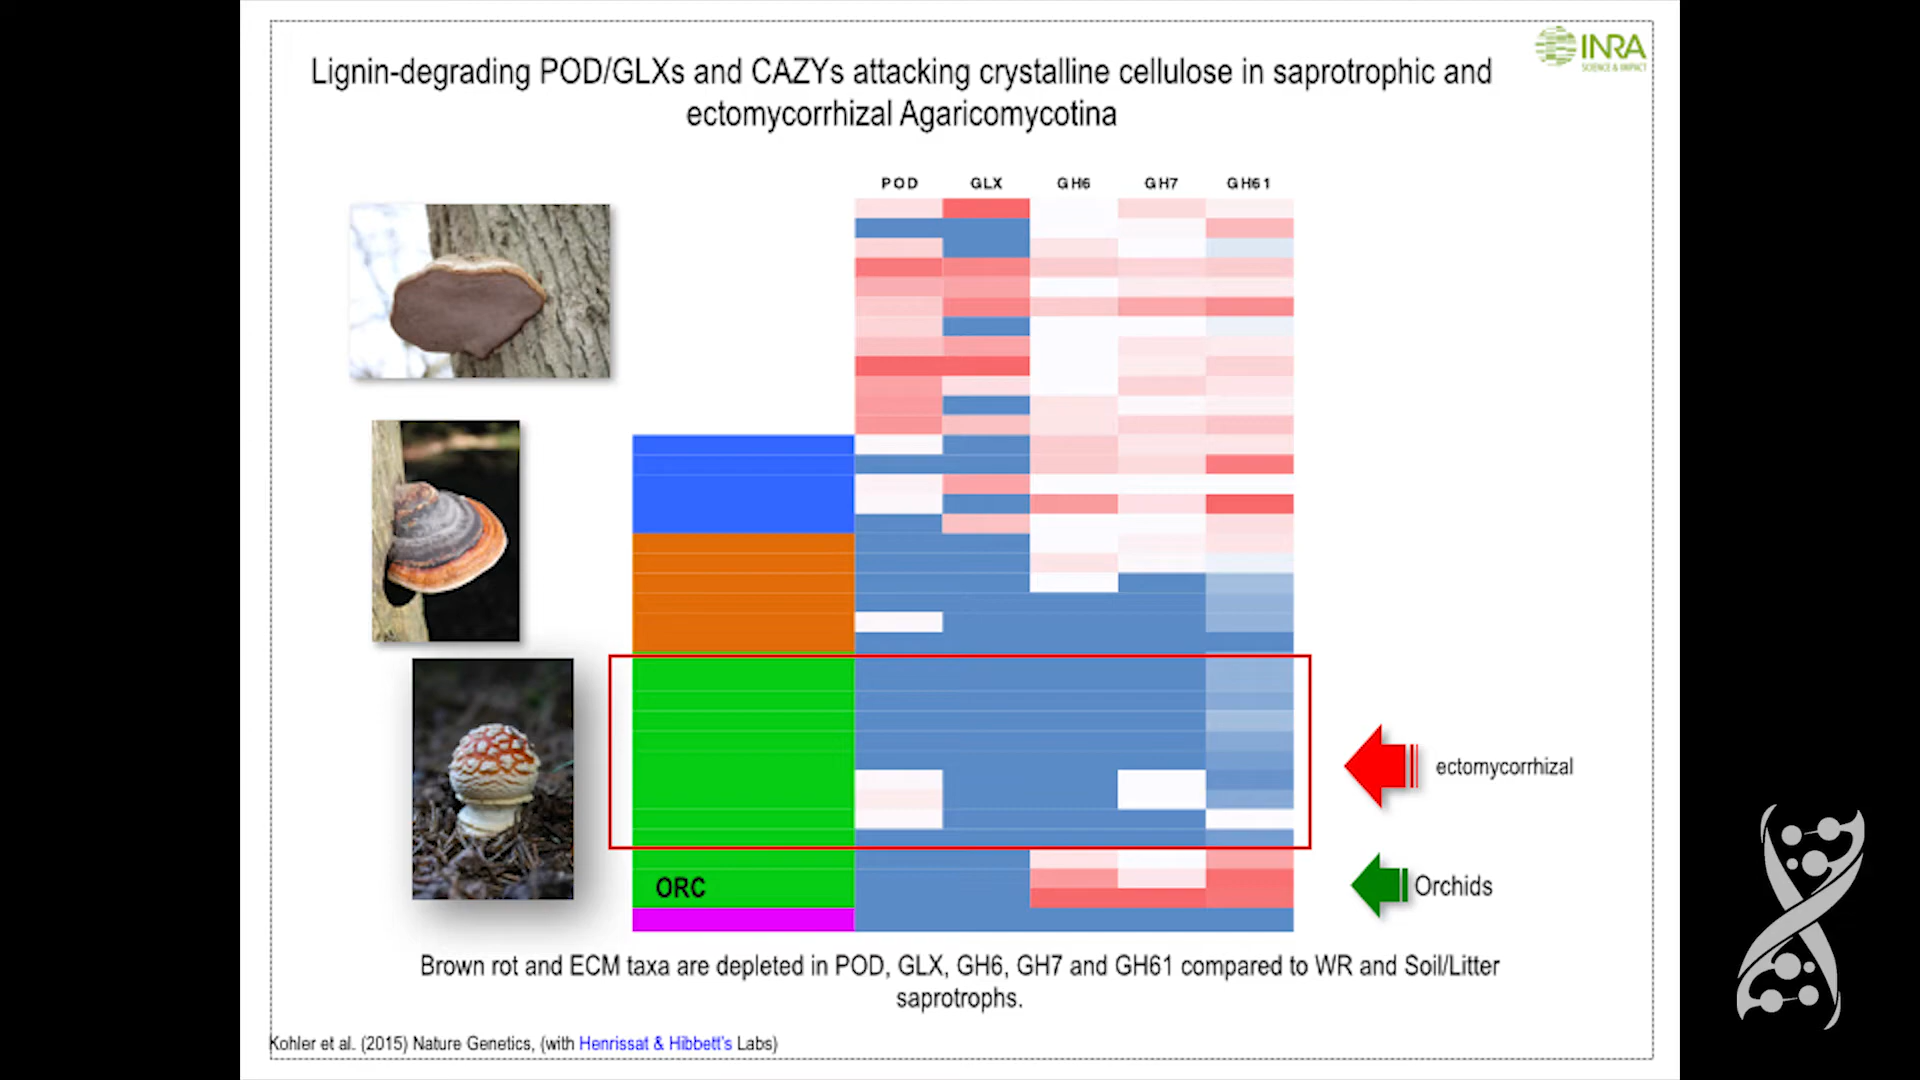 INRA
SCIENCE & IMPACT
Lignin-degrading POD/GLXs and CAZYs attacking crystalline cellulose in saprotrophic and
ectomycorrhizal Agaricomycotina
POD GLX GH6 GH7 GH61
ectomycorrhizal
ORC
Orchids
Brown rot and ECM taxa are depleted in POD, GLX, GH6, GH7 and GH61 compared to WR and Soil/Litter
saprotrophs.
Kohler et al. (2015) Nature Genetics, (with Henrissat & Hibbett's Labs)